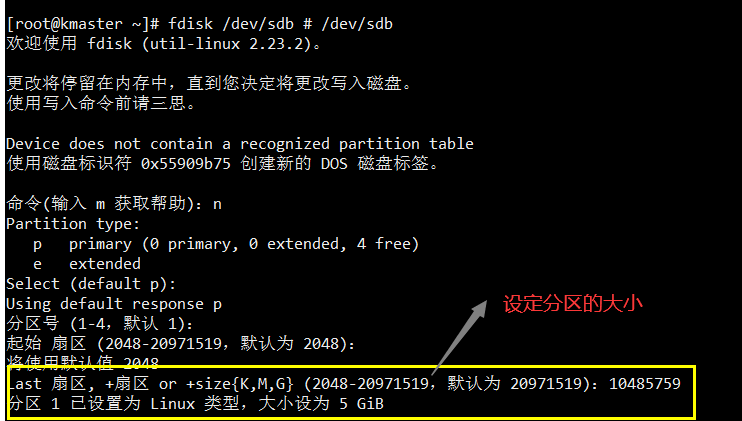 [root@kmaster ~]# fdisk /dev/sdb # /dev/sdb
欢迎使用 fdisk (util-linux 2.23.2)。
更改将停留在内存中，直到您决定将更改写入磁盘。
使用写入命令前请三思。
Device does not contain a recognized partition table
使用磁盘标识符 0x55909b75 创建新的 DOS 磁盘标签。
命令(输入 m 获取帮助)：n
Partition type:
   p   primary (0 primary, 0 extended, 4 free)
   e   extended
Select (default p):
Using default response p
设定分区的大小
分区号 (1-4，默认 1)：
起始 扇区 (2048-20971519，默认为 2048)：
将使用默认值 2048
Last 扇区, +扇区 or +size{K,M,G} (2048-20971519，默认为 20971519)：10485759
分区 1 已设置为 Linux 类型，大小设为 5 GiB